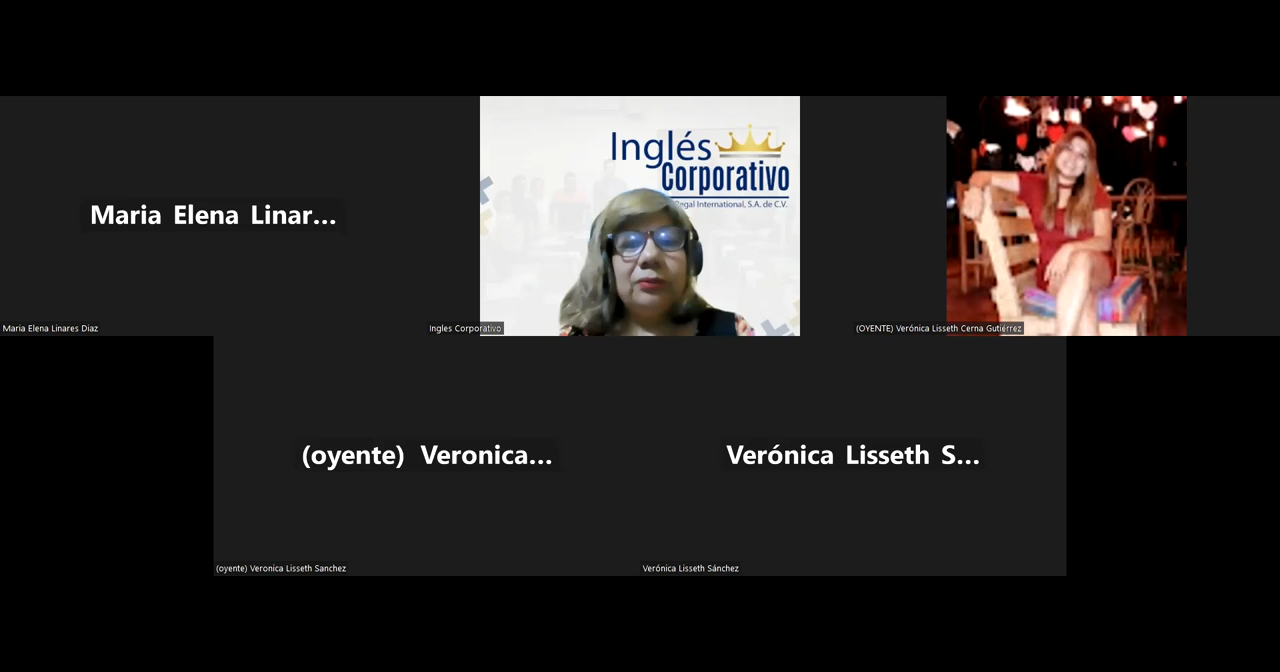 Maria Elena Linar...
Maria Elena Linares Diaz
Inglés
Corporativo
Regal International, S.A. de C.V.
Ingles Corporativo
(OYENTE) Verónica Lisseth Cerna Gutiérrez
(oyente) Veronica...
(oyente) Veronica Lisseth Sanchez
Verónica Lisseth S...
Verónica Lisseth Sánchez